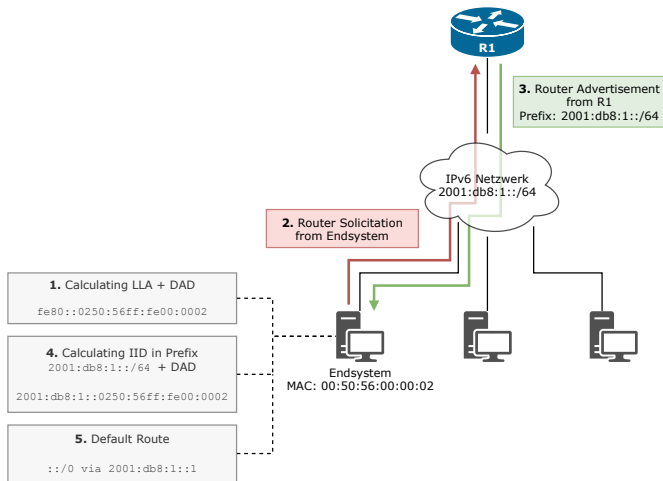 R1
3. Router Advertisement
from R1
Prefix: 2001:db8:1::/64
IPv6 Netzwerk
2001:db8:1::/64
2. Router Solicitation
from Endsystem
1. Calculating LLA + DAD
fe80::0250:56ff:fe00:0002
4. Calculating IID in Prefix
2001:db8:1::/64 + DAD
2001:db8:1::0250:56ff:fe00:0002
5. Default Route
::/0 via 2001:db8:1::1
Endsystem
MAC: 00:50:56:00:00:02